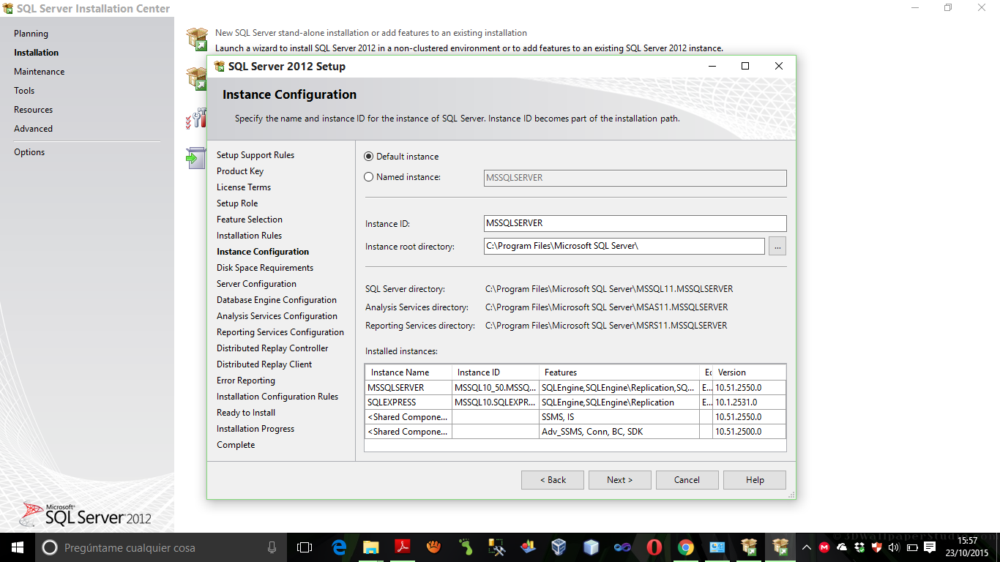 SQL Server Installation Center
Planning
Installation
Maintenance
Tools
Resources
Advanced
Options
New SQL Server stand-alone installation or add features to an existing installation
Launch a wizard to install SQL Server 2012 in a non-clustered environment or to add features to an existing SQL Server 2012 instance.
SQL Server 2012 Setup
Instance Configuration
Specify the name and instance ID for the instance of SQL Server. Instance ID becomes part of the installation path.
Setup Support Rules
Product Key
License Terms
Setup Role
Feature Selection
Installation Rules
Instance Configuration
Disk Space Requirements
Server Configuration
Database Engine Configuration
Analysis Services Configuration
Reporting Services Configuration
Distributed Replay Controller
Distributed Replay Client
Error Reporting
Installation Configuration Rules
Ready to Install
Installation Progress
Complete
Default instance
Named instance: MSSQLSERVER
Instance ID: MSSQLSERVER
Instance root directory: C:\Program Files\Microsoft SQL Server\ ...
SQL Server directory: C:\Program Files\Microsoft SQL Server\MSSQL11.MSSQLSERVER
Analysis Services directory: C:\Program Files\Microsoft SQL Server\MSAS11.MSSQLSERVER
Reporting Services directory: C:\Program Files\Microsoft SQL Server\MSRS11.MSSQLSERVER
Installed instances:
Instance Name Instance ID Features Ec Version
MSSQLSERVER MSSQL10_50.MSSQ... SQLEngine,SQLEngine\Replication,SQ... E... 10.51.2550.0
SQLEXPRESS MSSQL10.SQLEXPR... SQLEngine,SQLEngine\Replication E... 10.1.2531.0
<Shared Compone... SSMS, IS 10.51.2550.0
<Shared Compone... Adv_SSMS, Conn, BC, SDK 10.51.2500.0
< Back Next > Cancel Help
Microsoft®
SQL Server 2012
Pregúntame cualquier cosa
15:57
23/10/2015